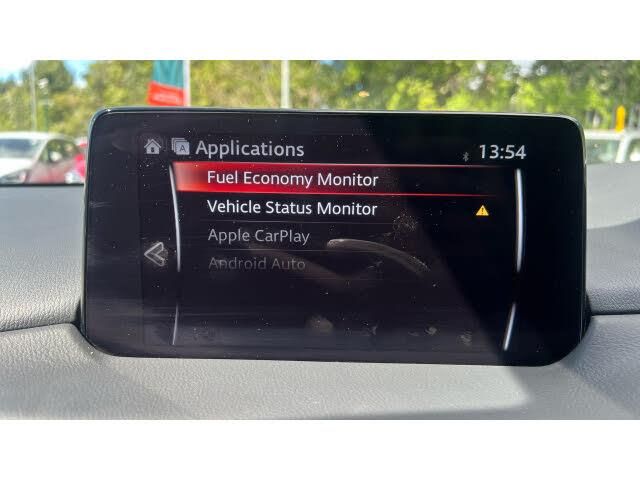 Applications
13:54
Fuel Economy Monitor
Vehicle Status Monitor
Apple CarPlay
Android Auto